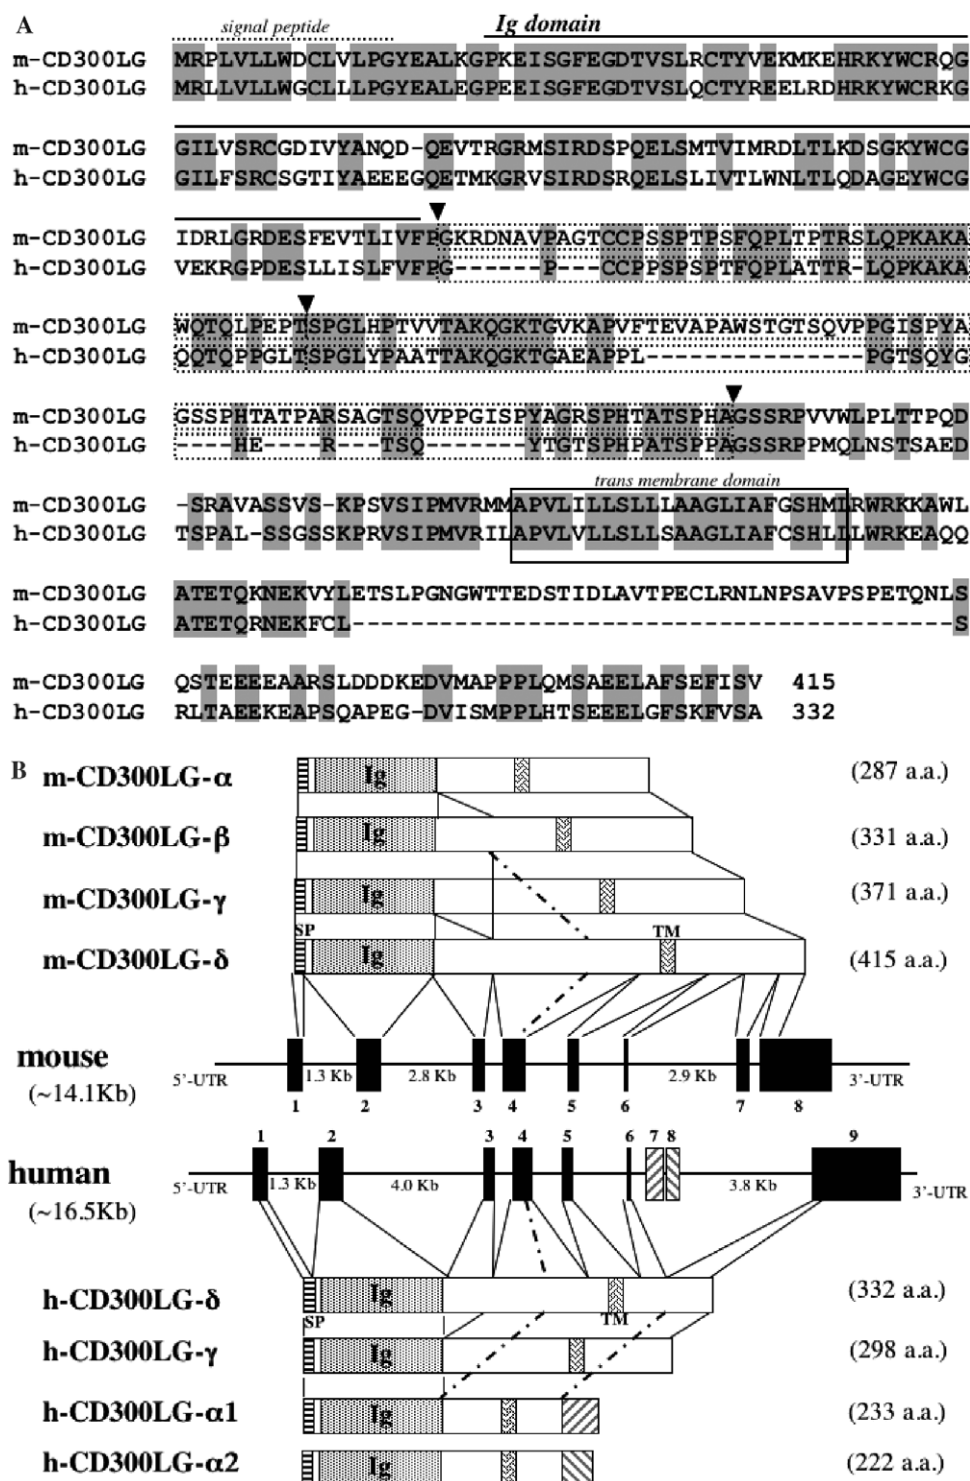 A
signal peptide
Ig domain
m-CD300LG MRPLVLLWDCLVLPGYEALKGPKEISGFEGDTVSLRCTYVEKMKEHRKYWCRQG
h-CD300LG MRLLVLLWGCLLLPGYEALEGPEEISGFEGDTVSLQCTYREELRDHRKYWCRKG
m-CD300LG GILVSRCGDIVYANQD-QEVTRGRMSIRDSPQELSMTVIMRDLTLKDSGKYWCG
h-CD300LG GILFSRCSGTIYAEEEGQETMKGRVSIRDSRQELSLIVTLWNLTLQDAGEYWCG
m-CD300LG IDRLGRDESFEVTLIVFPGKRDNAVPAGTCCPSSPTPSFQPLTPTRSLQPKAKA
h-CD300LG VEKRGPDESLLISLFVFPG------P---CCPPSPSPTFQPLATTR-LQPKAKA
m-CD300LG WQTQLPEPTSPGLHPTVVTAKQGKTGVKAPVFTEVAPAWSTGTSQVPPGISPYA
h-CD300LG QQTQPPGLTSPGLYPAATTAKQGKTGAEAPPL---------------PGTSQYG
m-CD300LG GSSPHTATPARSAGTSQVPPGISPYAGRSPHTATSPHAGSSRPVVWLPLTTPQD
h-CD300LG ----HE----R---TSQ-------YTGTSPHPATSPPAGSSRPPMQLNSTSAED
trans membrane domain
m-CD300LG -SRAVASSVS-KPSVSIPMVRMMAPVLILLSLLLAAGLIAFGSHMLRWRKKAWL
h-CD300LG TSPAL-SSGSSKPRVSIPMVRILAPVLVLLSLLSAAGLIAFCSHLLLWRKEAQQ
m-CD300LG ATETQKNEKVYLETSLPGNGWTTEDSTIDLAVTPECLRNLNPSAVPSPETQNLS
h-CD300LG ATETQRNEKFCL-----------------------------------------S
m-CD300LG QSTEEEEAARSLDDDKEDVMAPPPLQMSAEELAFSEFISV 415
h-CD300LG RLTAEEKEAPSQAPEG-DVISMPPLHTSEEELGFSKFVSA 332
B
m-CD300LG-α Ig (287 a.a.)
m-CD300LG-β Ig (331 a.a.)
m-CD300LG-γ Ig (371 a.a.)
SP TM
m-CD300LG-δ Ig (415 a.a.)
mouse
(~14.1Kb)
5'-UTR 1.3 Kb 2.8 Kb 2.9 Kb 3'-UTR
1 2 3 4 5 6 7 8
1 2 3 4 5 6 7 8 9
human
(~16.5Kb)
5'-UTR 1.3 Kb 4.0 Kb 3.8 Kb 3'-UTR
h-CD300LG-δ Ig (332 a.a.)
SP TM
h-CD300LG-γ Ig (298 a.a.)
h-CD300LG-α1 Ig (233 a.a.)
h-CD300LG-α2 Ig (222 a.a.)